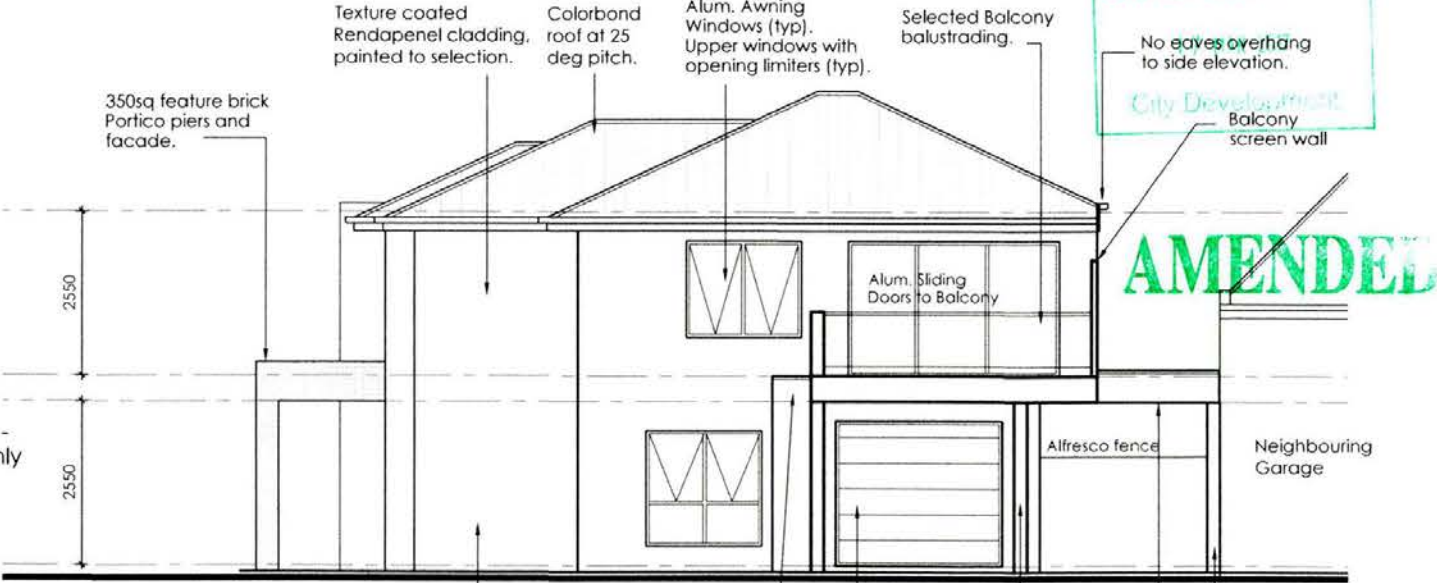 Texture coated
Rendapenel cladding,
painted to selection.
Colorbond
roof at 25
deg pitch.
Alum. Awning
Windows (typ).
Upper windows with
opening limiters (typ).
Selected Balcony
balustrading.
No eaves overhang
to side elevation.
City Development
Balcony
screen wall
350sq feature brick
Portico piers and
facade.
AMENDED
2550
Alum. Sliding
Doors to Balcony
2550
Alfresco fence
Neighbouring
Garage